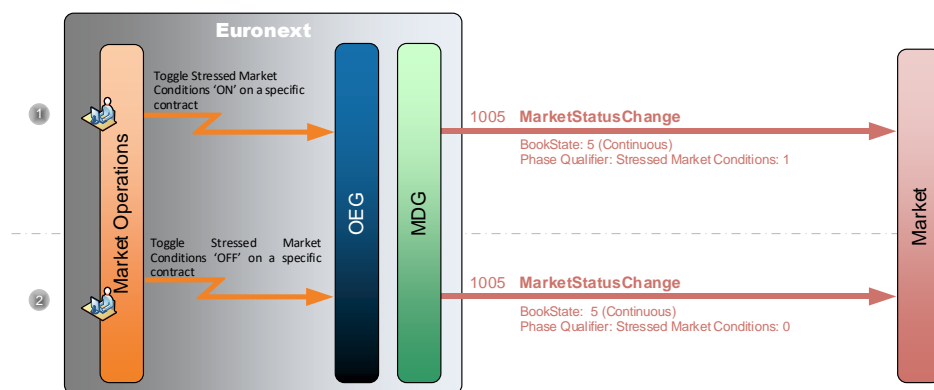 Euronext
Toggle Stressed Market
Conditions ‘ON’ on a specific
contract
1
1005 MarketStatusChange
BookState: 5 (Continuous)
Phase Qualifier: Stressed Market Conditions: 1
Market Operations
OEG
MDG
Market
Toggle Stressed Market
Conditions ‘OFF’ on a specific
contract
2
1005 MarketStatusChange
BookState: 5 (Continuous)
Phase Qualifier: Stressed Market Conditions: 0